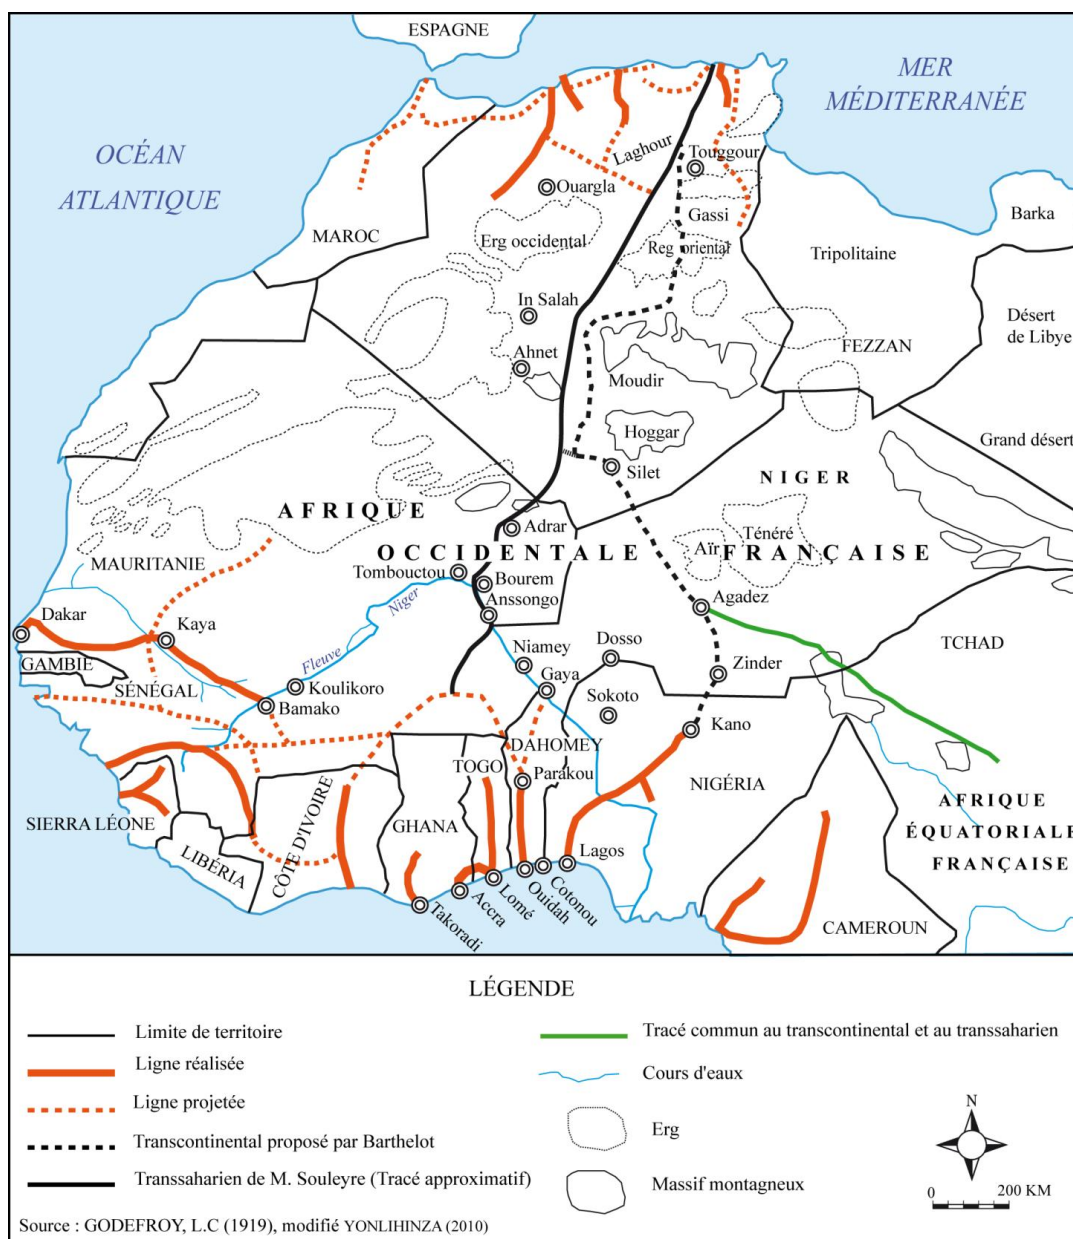 ESPAGNE
MER
MÉDITERRANÉE
OCÉAN
ATLANTIQUE
Laghour
Touggour
Ouargla
Gassi
Barka
MAROC
Erg occidental
Reg oriental
Tripolitaine
In Salah
Désert
de Libye
FEZZAN
Ahnet
Moudir
Hoggar
Grand désert
Silet
NIGER
AFRIQUE
Adrar
Ténéré
Aïr
OCCIDENTALE
FRANÇAISE
MAURITANIE
Tombouctou
Bourem
Niger
Anssongo
Agadez
Dakar
Kaya
Dosso
TCHAD
Fleuve
Niamey
GAMBIE
Zinder
Gaya
SÉNÉGAL
Koulikoro
Sokoto
Bamako
Kano
DAHOMEY
TOGO
Parákou
NIGÉRIA
CÔTE D'IVOIRE
AFRIQUE
ÉQUATORIALE
FRANÇAISE
SIERRA LÉONE
GHANA
LIBÉRIA
Lagos
Cotonou
Ouidah
Lomé
Accra
Takoradi
CAMEROUN
LÉGENDE
Limite de territoire
Ligne réalisée
Ligne projetée
Transcontinental proposé par Barthelot
Transsaharien de M. Souleyre (Tracé approximatif)
Tracé commun au transcontinental et au transsaharien
Cours d'eaux
Erg
Massif montagneux
N
0 200 KM
Source : GODEFROY, L.C (1919), modifié YONLIHINZA (2010)